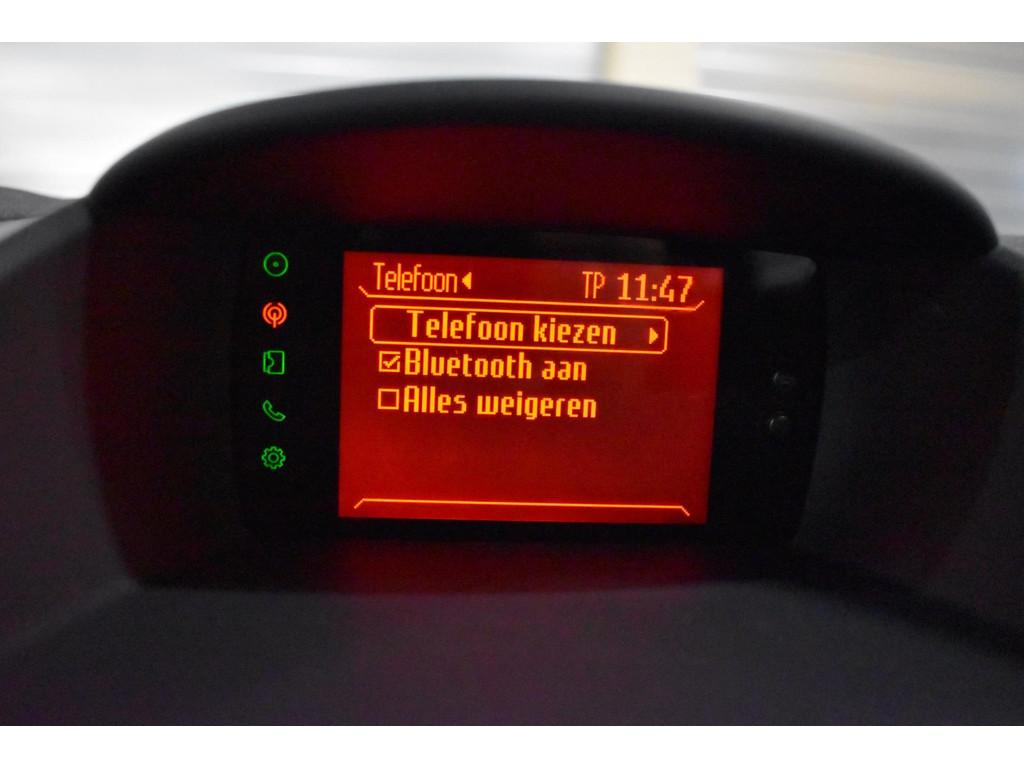 Telefoon TP 11:47
Telefoon kiezen
Bluetooth aan
Alles weigeren